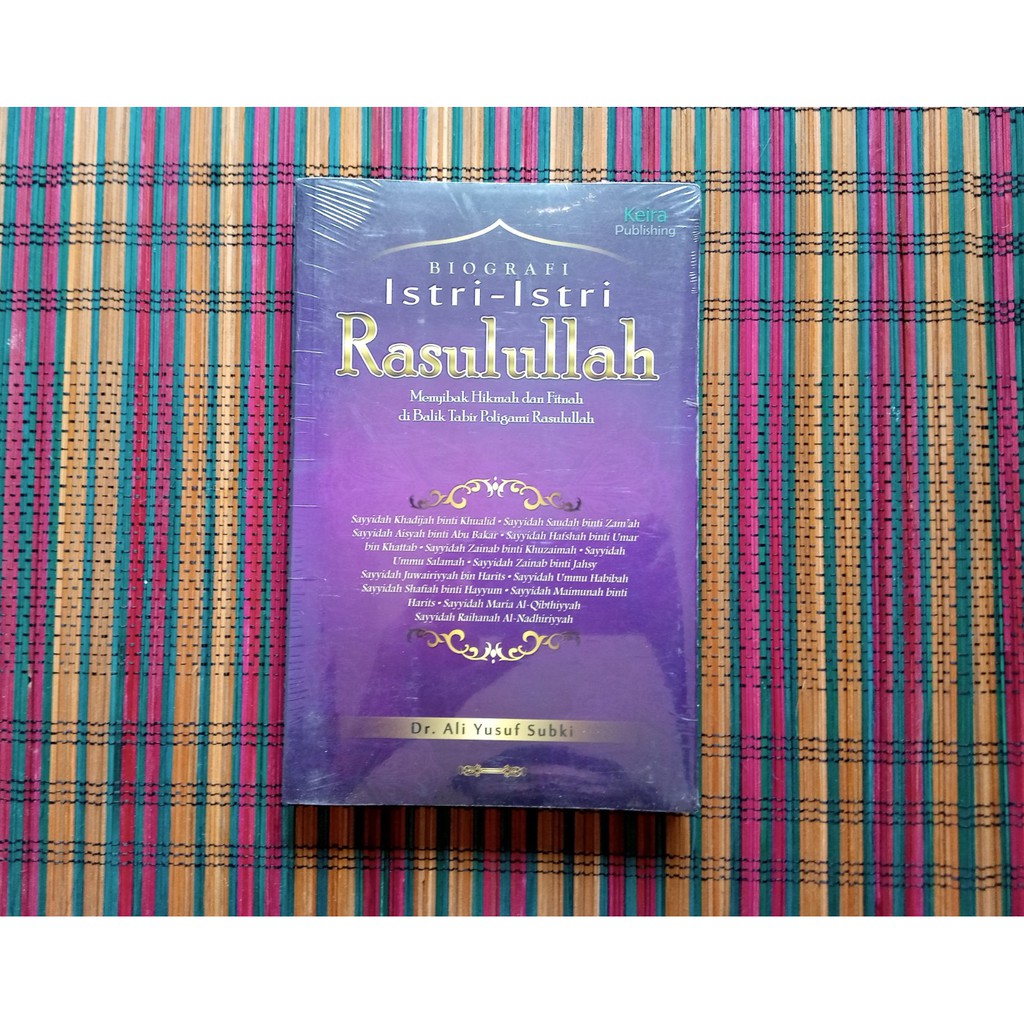 Keira
Publishing
BIOGRAFI
Istri-Istri
Rasulullah
Menyibak Hikmah dan Fitnah
di Balik Tabir Poligami Rasulullah
Sayyidah Khadijah binti Khualid • Sayyidah Saudah binti Zam'ah
Sayyidah Aisyah binti Abu Bakar • Sayyidah Hafshah binti Umar
bin Khattab • Sayyidah Zainab binti Khuzaimah • Sayyidah
Ummu Salamah • Sayyidah Zainab binti Jahsy
Sayyidah Juwairiyyah bin Harits • Sayyidah Ummu Habibah
Sayyidah Shafiah binti Hayyum • Sayyidah Maimunah binti
Harits • Sayyidah Maria Al-Qibthiyyah
Sayyidah Raihanah Al-Nadhiriyyah
Dr. Ali Yusuf Subki